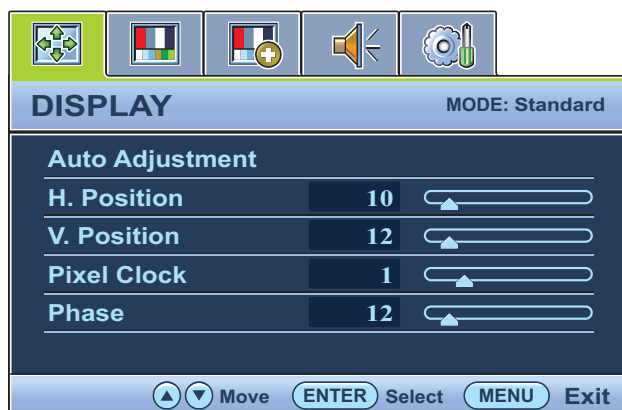 DISPLAY MODE: Standard
Auto Adjustment
H. Position 10
V. Position 12
Pixel Clock 1
Phase 12
Move ENTER Select MENU Exit